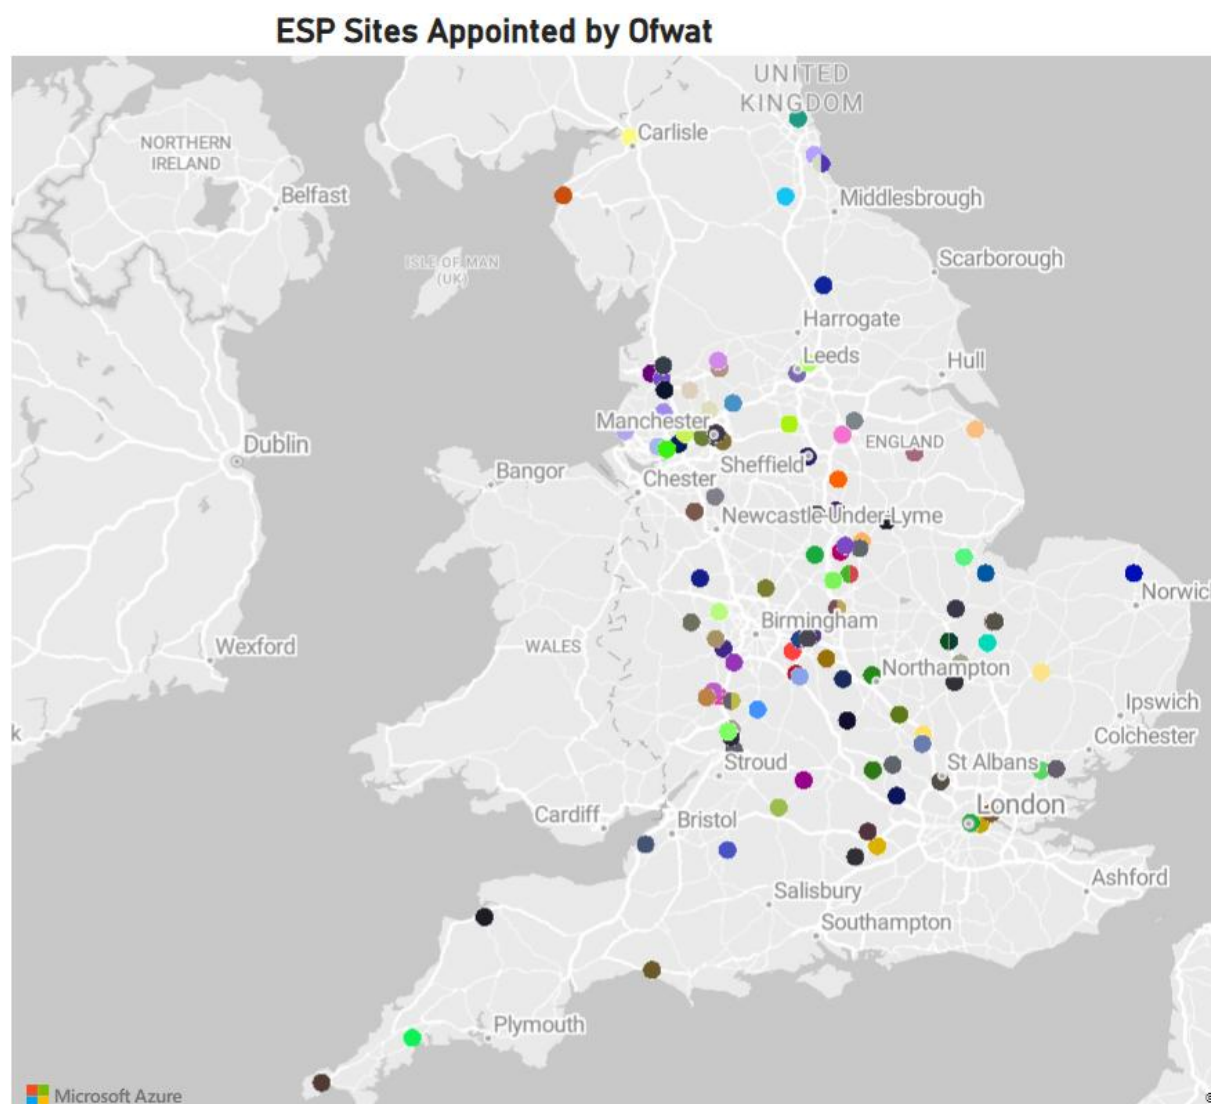 ESP Sites Appointed by Ofwat
UNITED
KINGDOM
Carlisle
NORTHERN
IRELAND
Belfast
Middlesbrough
ISLE OF MAN
(UK)
Scarborough
Harrogate
Leeds
Hull
Manchester
ENGLAND
Dublin
Bangor
Sheffield
Chester
Newcastle-Under-Lyme
Norwic
Birmingham
Wexford
WALES
Northampton
Ipswich
k
Colchester
Stroud
St Albans
London
Cardiff
Bristol
Ashford
Salisbury
Southampton
Plymouth
Microsoft Azure
©